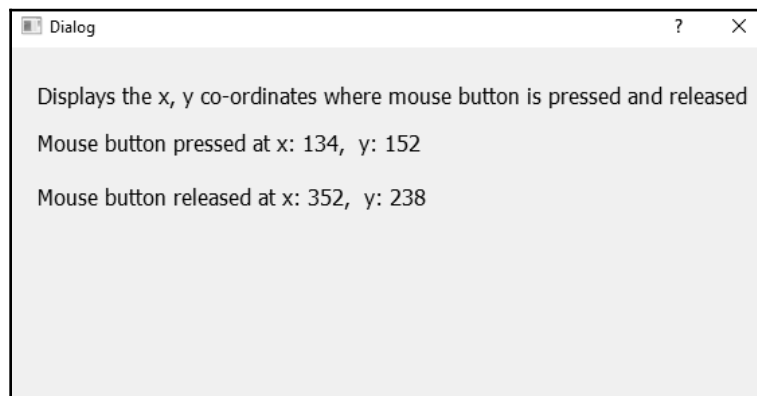 Dialog ?
Displays the x, y co-ordinates where mouse button is pressed and released
Mouse button pressed at x: 134, y: 152
Mouse button released at x: 352, y: 238